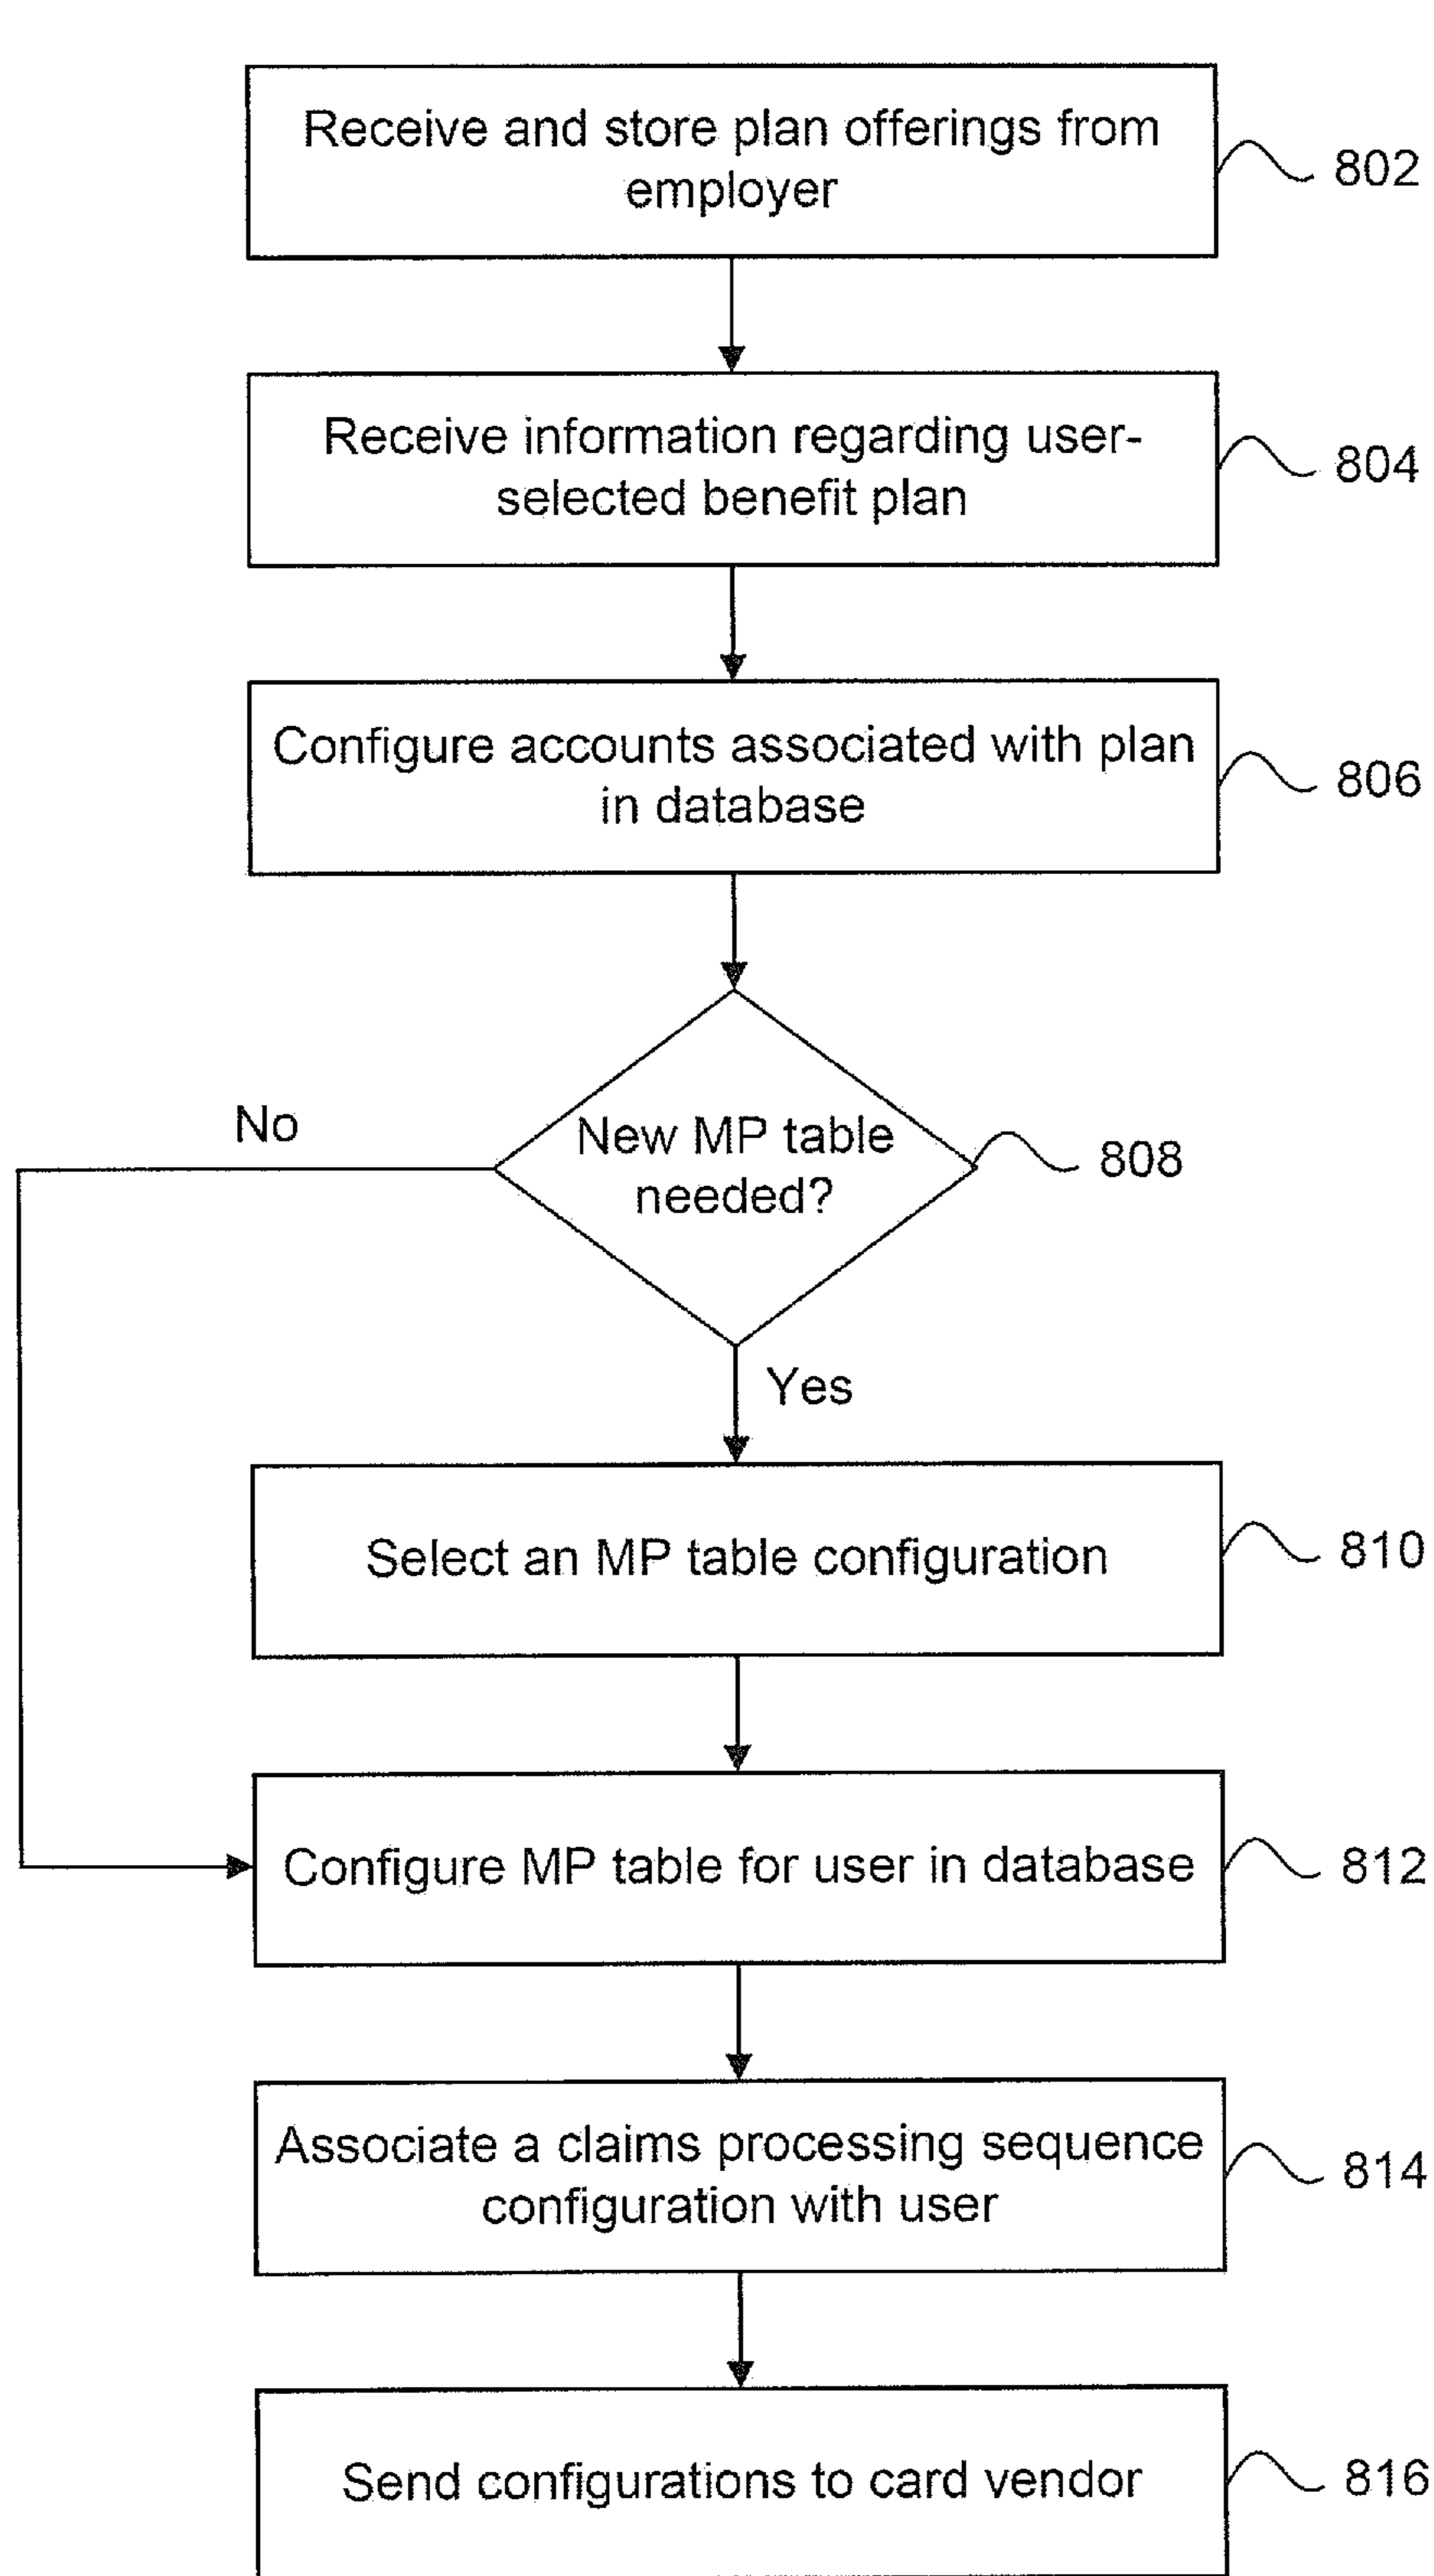 Receive and store plan offerings from
employer
802
Receive information regarding user-
selected benefit plan
804
Configure accounts associated with plan
in database
806
No
New MP table
needed?
808
Yes
Select an MP table configuration
810
Configure MP table for user in database
812
Associate a claims processing sequence
configuration with user
814
Send configurations to card vendor
816